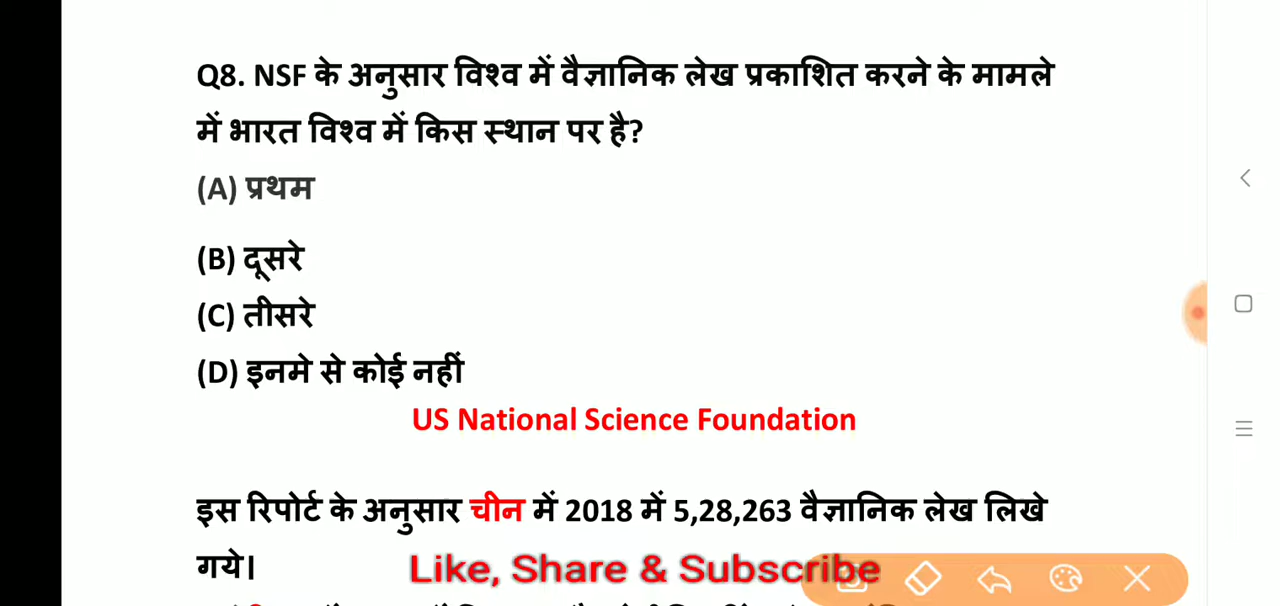 Q8. NSF के अनुसार विश्व में वैज्ञानिक लेख प्रकाशित करने के मामले
में भारत विश्व में किस स्थान पर है?
(A) प्रथम
(B) दूसरे
(C) तीसरे
(D) इनमे से कोई नहीं
US National Science Foundation
इस रिपोर्ट के अनुसार चीन में 2018 में 5,28,263 वैज्ञानिक लेख लिखे
गये।
Like, Share & Subscribe